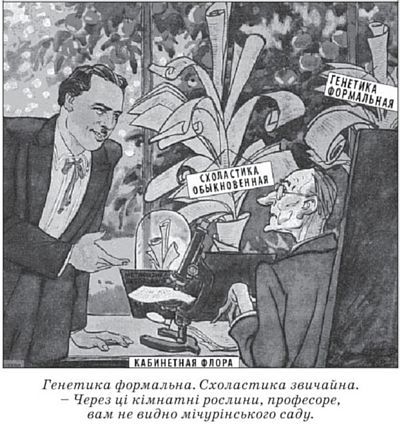 ГЕНЕТИКА
ФОРМАЛЬНАЯ
СХОЛАСТИКА
ОБЫКНОВЕННАЯ
КАБИНЕТНАЯ ФЛОРА
Генетика формальна. Схоластика звичайна.
– Через ці кімнатні рослини, професоре,
вам не видно мічурінського саду.